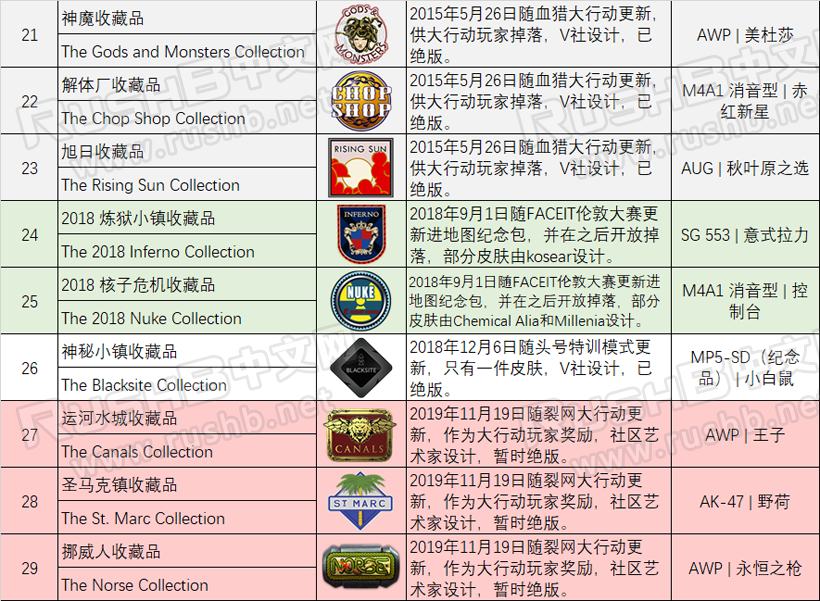 21
神魔收藏品
The Gods and Monsters Collection
GODS &
MONSTERS
2015年5月26日随血猎大行动更新,
供大行动玩家掉落，V社设计，已
绝版。
AWP | 美杜莎
22
解体厂收藏品
The Chop Shop Collection
CHOP
SHOP
2015年5月26日随血猎大行动更新,
供大行动玩家掉落，V社设计，已
绝版。
M4A1 消音型 | 赤
红新星
23
旭日收藏品
The Rising Sun Collection
RISING SUN
2015年5月26日随血猎大行动更新,
供大行动玩家掉落，V社设计，已
绝版。
AUG | 秋叶原之选
24
2018 炼狱小镇收藏品
The 2018 Inferno Collection
INFERNO
2018年9月1日随FACEIT伦敦大赛更
新进地图纪念包，并在之后开放掉
落，部分皮肤由kosear设计。
SG 553 | 意式拉力
25
2018 核子危机收藏品
The 2018 Nuke Collection
NUKE
2018年9月1日随FACEIT伦敦大赛更新进
地图纪念包，并在之后开放掉落，部分
皮肤由Chemical Alia和Millenia设计。
M4A1 消音型 | 控
制台
26
神秘小镇收藏品
The Blacksite Collection
BLACKSITE
2018年12月6日随头号特训模式更
新，只有一件皮肤，V社设计，已
绝版。
MP5-SD（纪念
品） | 小白鼠
27
运河水城收藏品
The Canals Collection
CANALS
2019年11月19日随裂网大行动更
新，作为大行动玩家奖励，社区艺
术家设计，暂时绝版。
AWP | 王子
28
圣马克镇收藏品
The St. Marc Collection
ST MARC
2019年11月19日随裂网大行动更
新，作为大行动玩家奖励，社区艺
术家设计，暂时绝版。
AK-47 | 野荷
29
挪威人收藏品
The Norse Collection
NORSE
2019年11月19日随裂网大行动更
新，作为大行动玩家奖励，社区艺
术家设计，暂时绝版。
AWP | 永恒之枪
RUSHB中文网
www.rushb.net